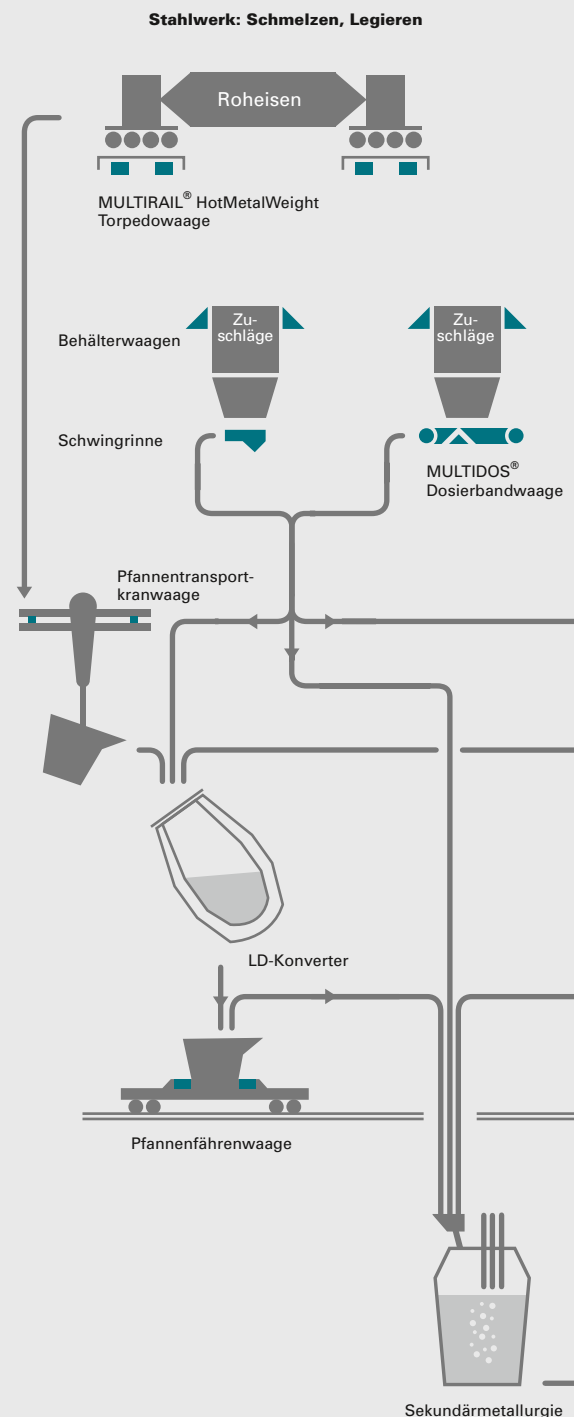 Stahlwerk: Schmelzen, Legieren
Roheisen
MULTIRAIL® HotMetalWeight
Torpedowaage
Behälterwaagen
Zu-
schläge
Zu-
schläge
Schwingrinne
MULTIDOS®
Dosierbandwaage
Pfannentransport-
kranwaage
LD-Konverter
Pfannenfährenwaage
Sekundärmetallurgie